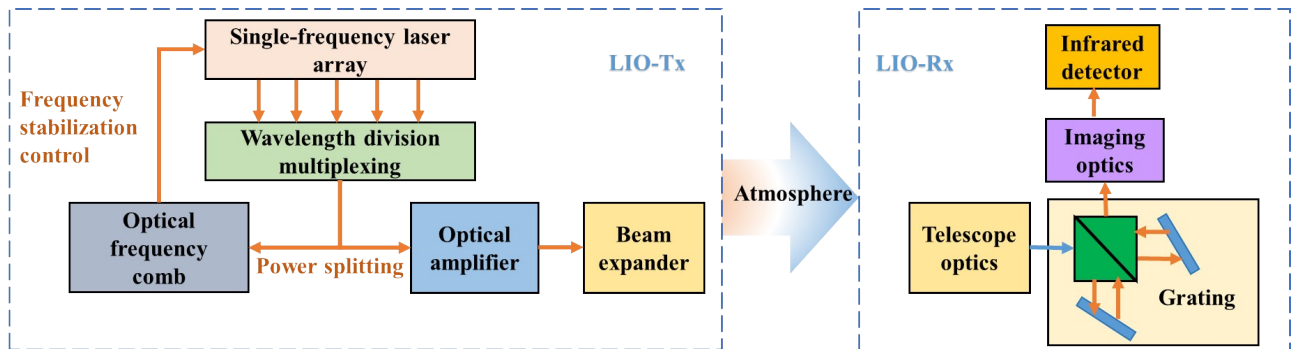 Single-frequency laser
array
LIO-Tx
Frequency
stabilization
control
Wavelength division
multiplexing
Optical
frequency
comb
Power splitting
Optical
amplifier
Beam
expander
Atmosphere
LIO-Rx
Infrared
detector
Imaging
optics
Telescope
optics
Grating